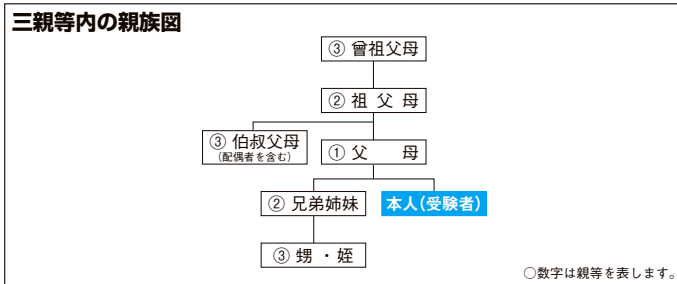 三親等内の親族図
③ 曾祖父母
② 祖父母
③ 伯叔父母
(配偶者を含む)
① 父母
② 兄弟姉妹
本人(受験者)
③ 甥・姪
○数字は親等を表します。